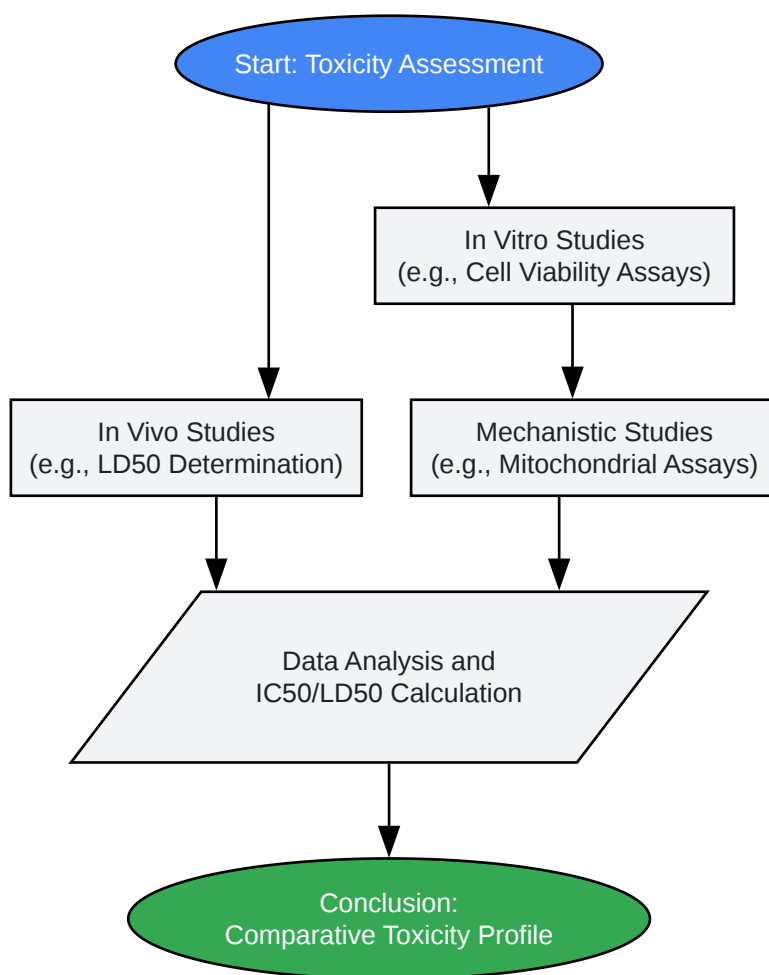 Start: Toxicity Assessment
In Vitro Studies
(e.g., Cell Viability Assays)
In Vivo Studies
(e.g., LD50 Determination)
Mechanistic Studies
(e.g., Mitochondrial Assays)
Data Analysis and
IC50/LD50 Calculation
Conclusion:
Comparative Toxicity Profile